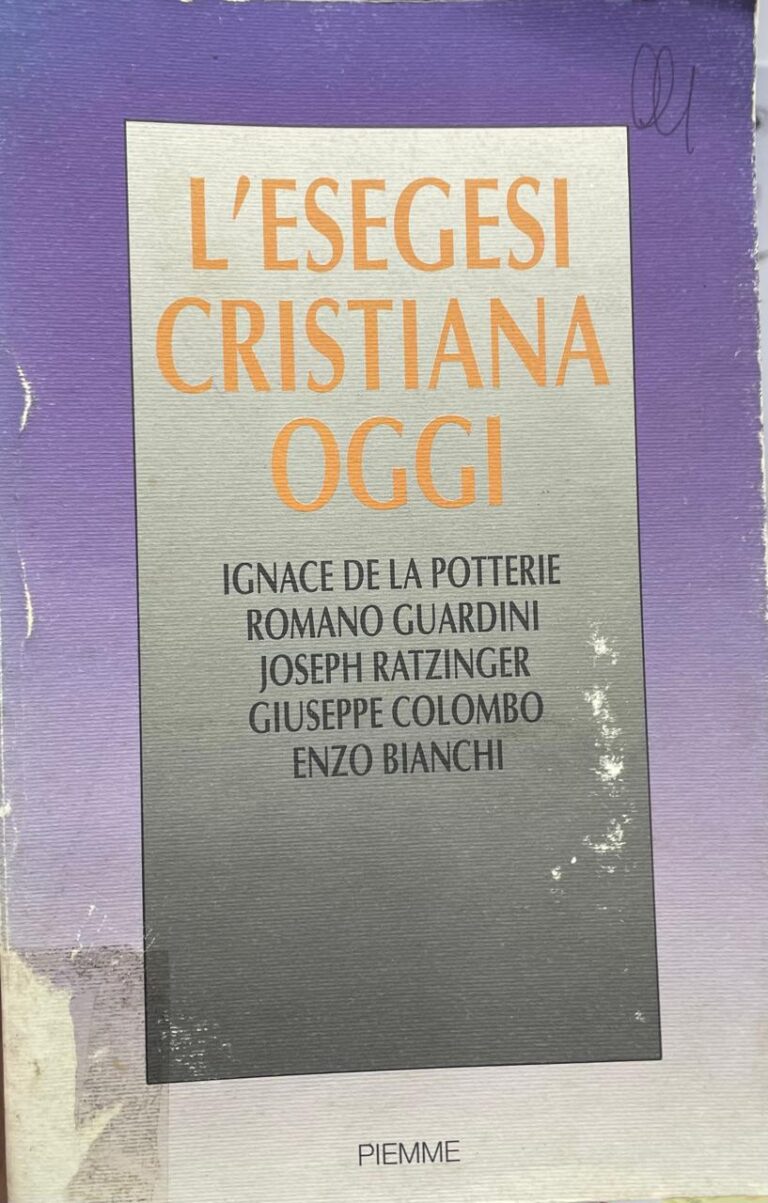 L'ESEGESI
CRISTIANA
OGGI
IGNACE DE LA POTTERIE
ROMANO GUARDINI
JOSEPH RATZINGER
GIUSEPPE COLOMBO
ENZO BIANCHI
PIEMME